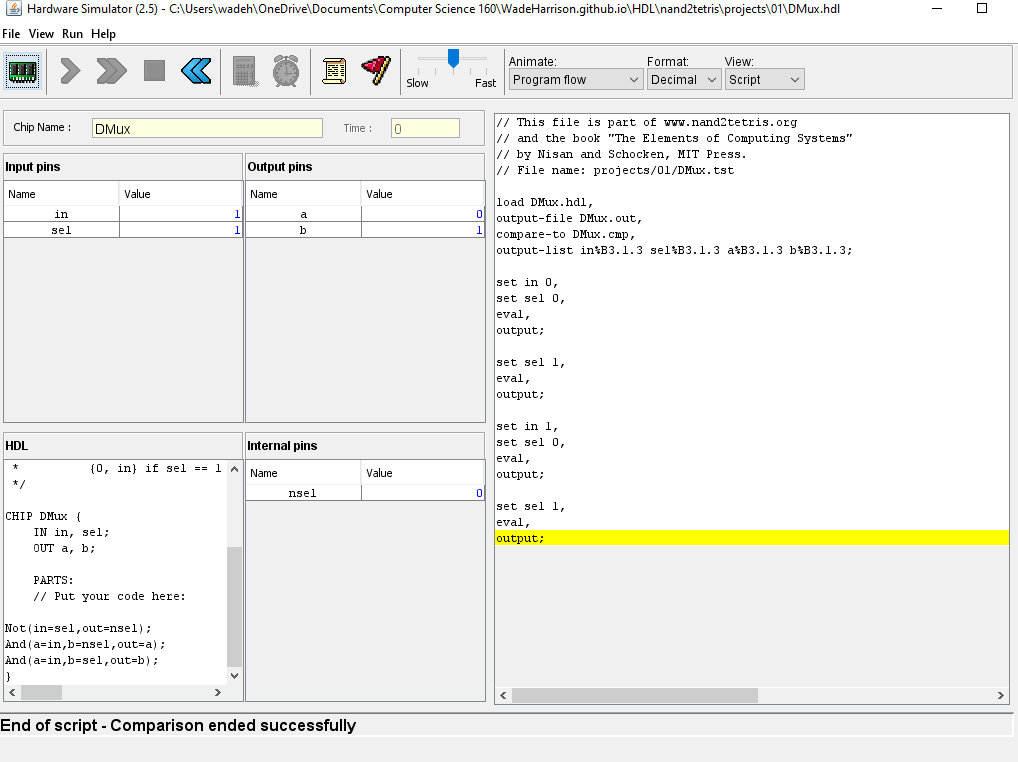 Hardware Simulator (2.5) - C:\Users\wadeh\OneDrive\Documents\Computer Science 160\WadeHarrison.github.io\HDL\nand2tetris\projects\01\DMux.hdl
File View Run Help
Slow Fast
Animate: Format: View:
Program flow Decimal Script
Chip Name : DMux Time : 0
Input pins
Name Value
in 1
sel 1
Output pins
Name Value
a 0
b 1
HDL
* {0, in} if sel == 1
*/
CHIP DMux {
IN in, sel;
OUT a, b;
PARTS:
// Put your code here:
Not(in=sel,out=nsel);
And(a=in,b=nsel,out=a);
And(a=in,b=sel,out=b);
}
Internal pins
Name Value
nsel 0
// This file is part of www.nand2tetris.org
// and the book "The Elements of Computing Systems"
// by Nisan and Schocken, MIT Press.
// File name: projects/01/DMux.tst
load DMux.hdl,
output-file DMux.out,
compare-to DMux.cmp,
output-list in%B3.1.3 sel%B3.1.3 a%B3.1.3 b%B3.1.3;
set in 0,
set sel 0,
eval,
output;
set sel 1,
eval,
output;
set in 1,
set sel 0,
eval,
output;
set sel 1,
eval,
output;
End of script - Comparison ended successfully